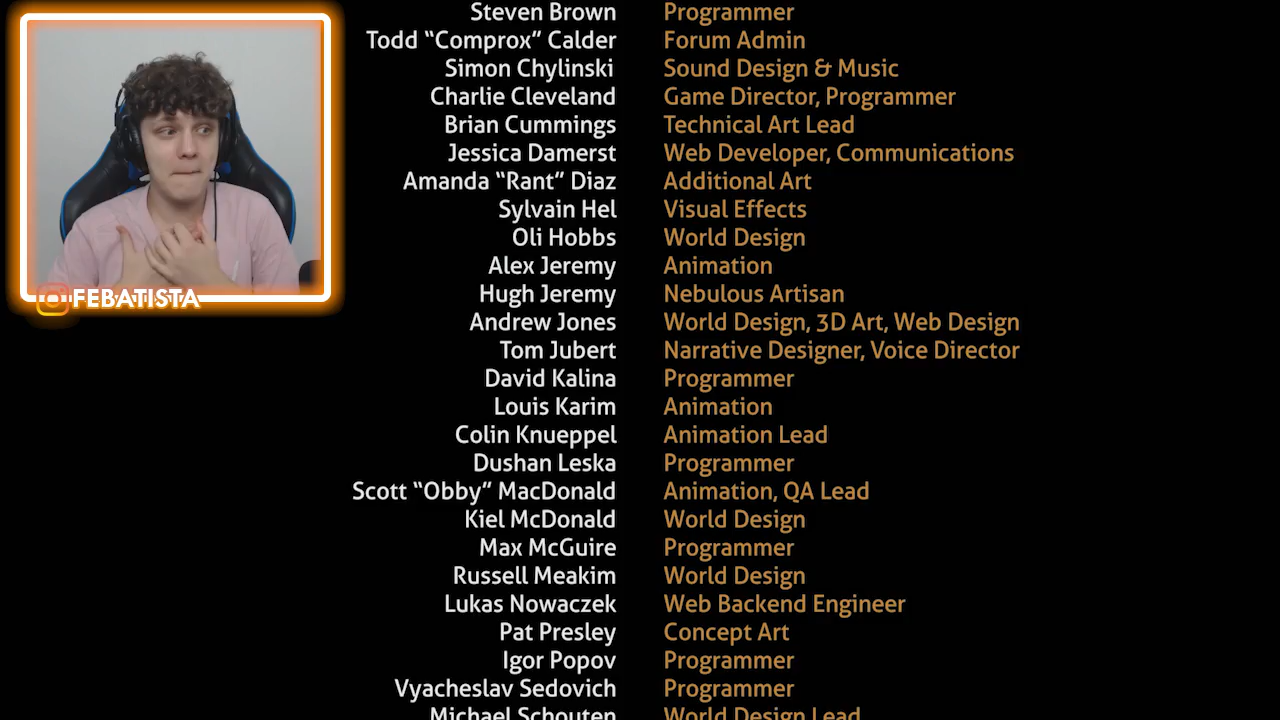 Steven Brown Programmer
Todd “Comprox” Calder Forum Admin
Simon Chylinski Sound Design & Music
Charlie Cleveland Game Director, Programmer
Brian Cummings Technical Art Lead
Jessica Damerst Web Developer, Communications
Amanda “Rant” Diaz Additional Art
Sylvain Hel Visual Effects
Oli Hobbs World Design
Alex Jeremy Animation
Hugh Jeremy Nebulous Artisan
FEBATISTA
Andrew Jones World Design, 3D Art, Web Design
Tom Jubert Narrative Designer, Voice Director
David Kalina Programmer
Louis Karim Animation
Colin Knueppel Animation Lead
Dushan Leska Programmer
Scott “Obby” MacDonald Animation, QA Lead
Kiel McDonald World Design
Max McGuire Programmer
Russell Meakim World Design
Lukas Nowaczek Web Backend Engineer
Pat Presley Concept Art
Igor Popov Programmer
Vyacheslav Sedovich Programmer
Michael Schouten World Design Lead